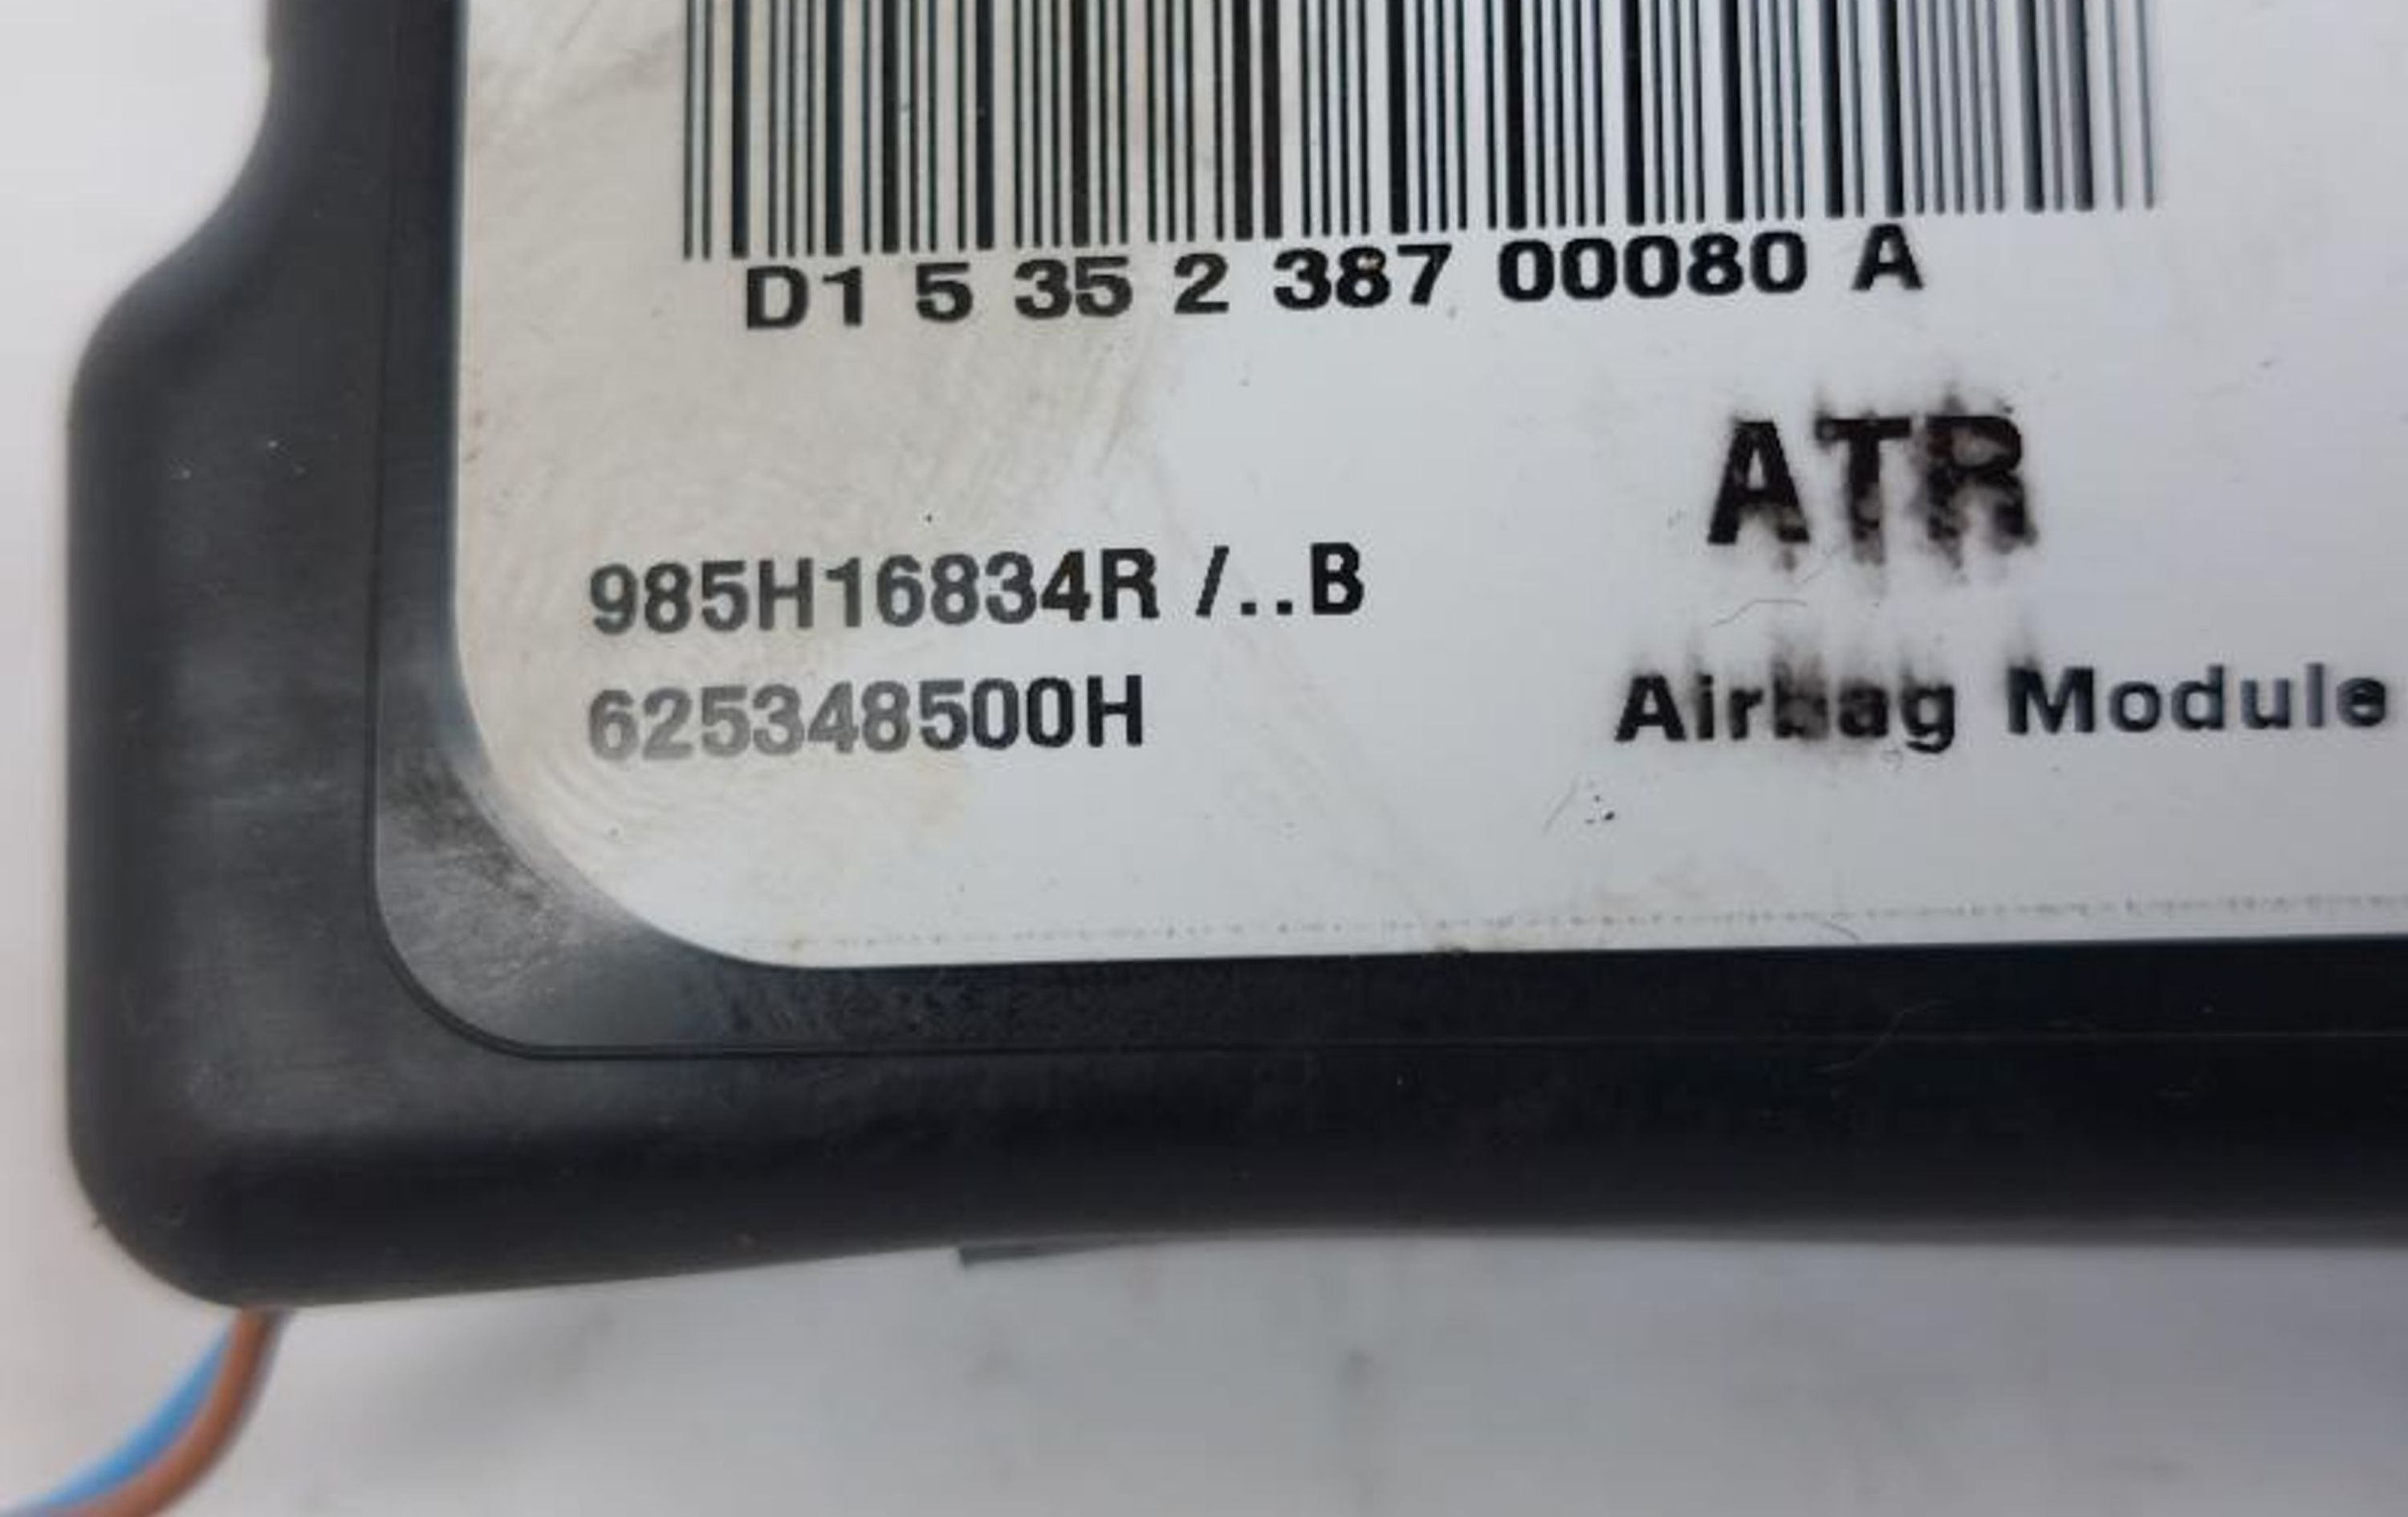 D1 5 35 2 387 00080 A
ATR
985H16834R /..B
625348500H
Airbag Module